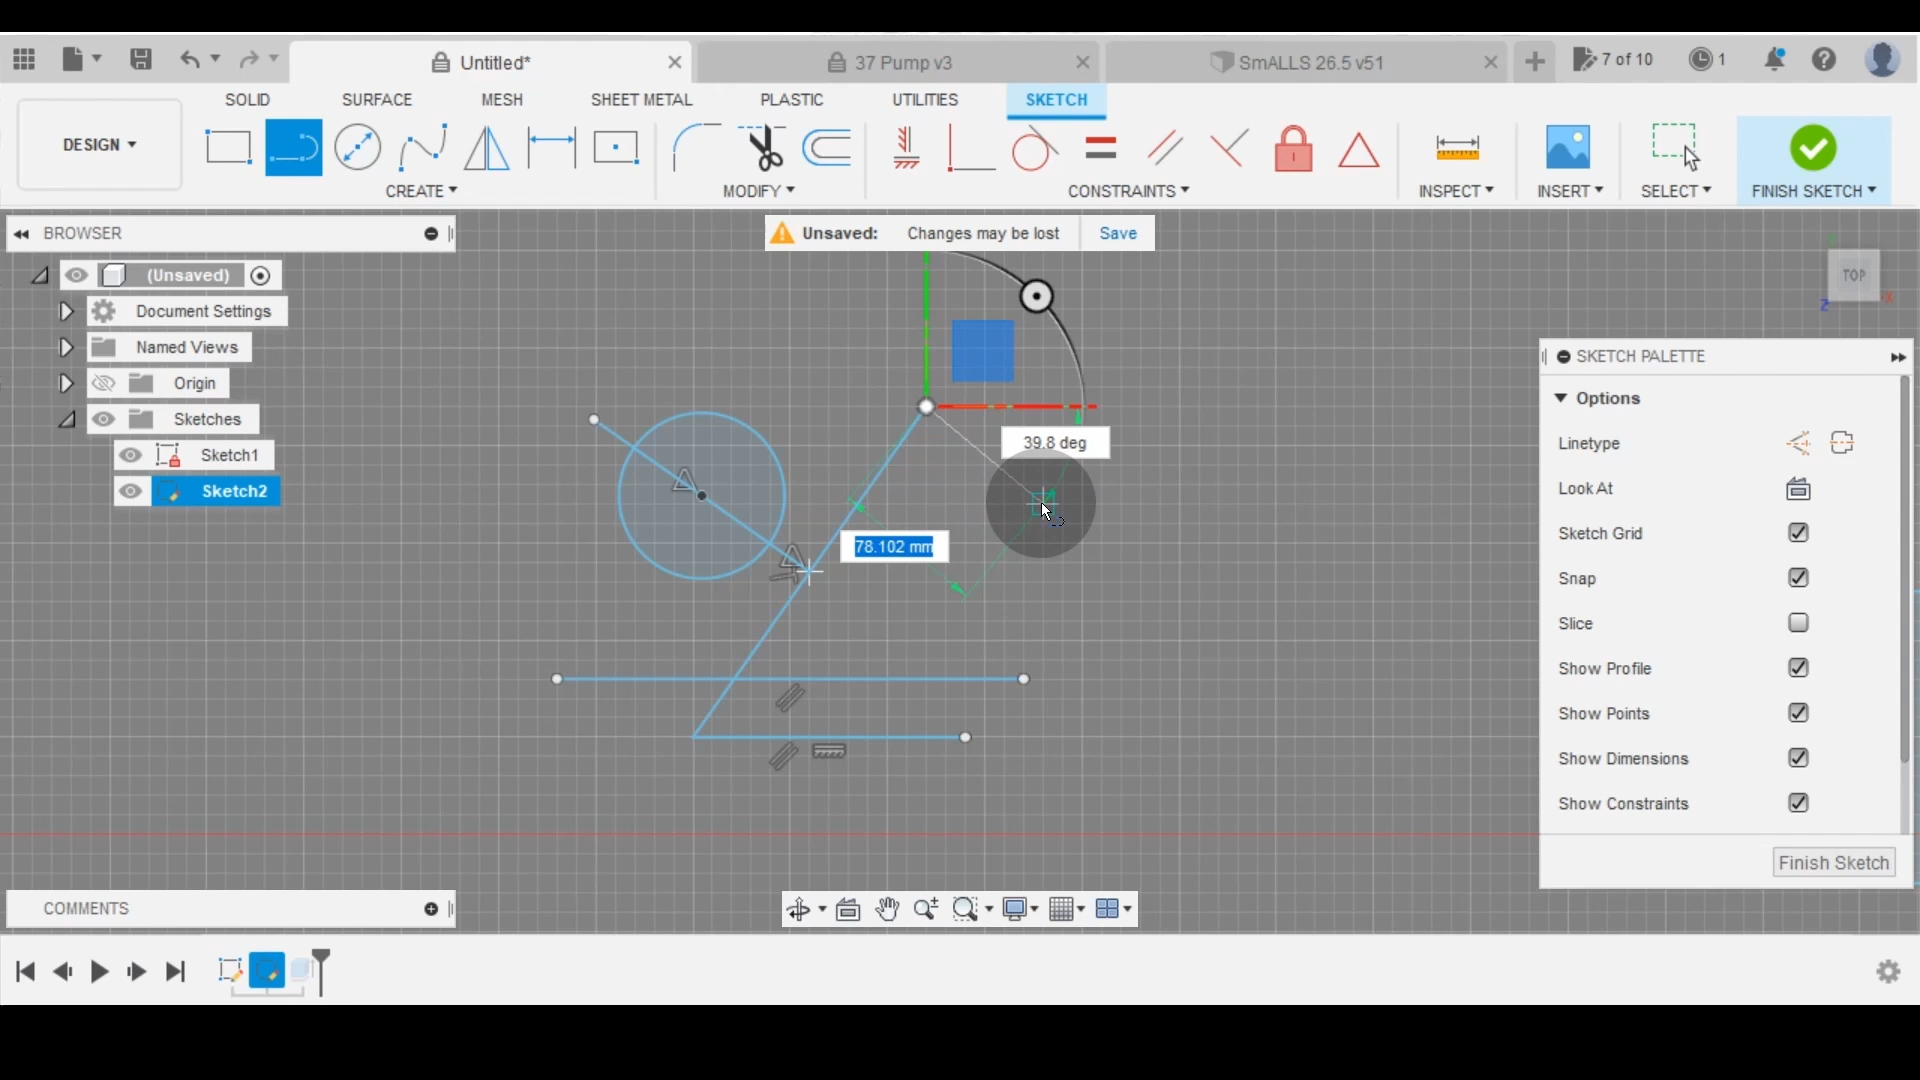 Untitled*
37 Pump v3
SmALLS 26.5 v51
7 of 10
1
SOLID
SURFACE
MESH
SHEET METAL
PLASTIC
UTILITIES
SKETCH
DESIGN
CREATE
MODIFY
CONSTRAINTS
INSPECT
INSERT
SELECT
FINISH SKETCH
BROWSER
Unsaved: Changes may be lost Save
(Unsaved)
Document Settings
Named Views
Origin
Sketches
Sketch1
Sketch2
TOP
X
Z
39.8 deg
78.102 mm
SKETCH PALETTE
Options
Linetype
Look At
Sketch Grid
Snap
Slice
Show Profile
Show Points
Show Dimensions
Show Constraints
Finish Sketch
COMMENTS